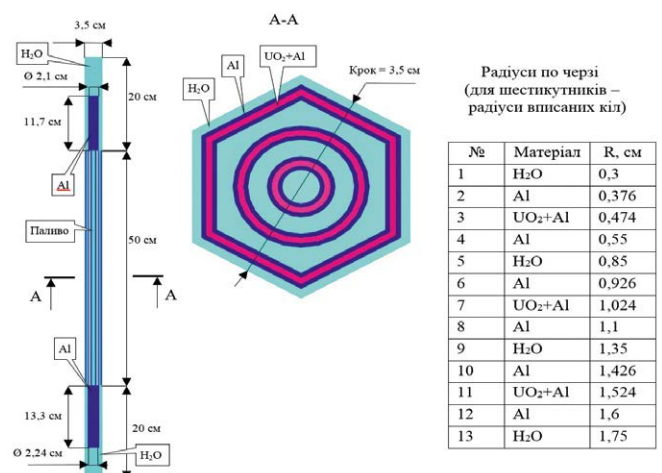 3,5 см
H₂O
Ø 2,1 см
11,7 см
20 см
Al
Паливо
50 см
А
А
Al
13,3 см
20 см
Ø 2,24 см
H₂O
А-А
H₂O
Al
UO₂+Al
Крок = 3,5 см
Радіуси по черзі
(для шестикутників –
радіуси вписаних кіл)
№ Матеріал R, см
1 H₂O 0,3
2 Al 0,376
3 UO₂+Al 0,474
4 Al 0,55
5 H₂O 0,85
6 Al 0,926
7 UO₂+Al 1,024
8 Al 1,1
9 H₂O 1,35
10 Al 1,426
11 UO₂+Al 1,524
12 Al 1,6
13 H₂O 1,75